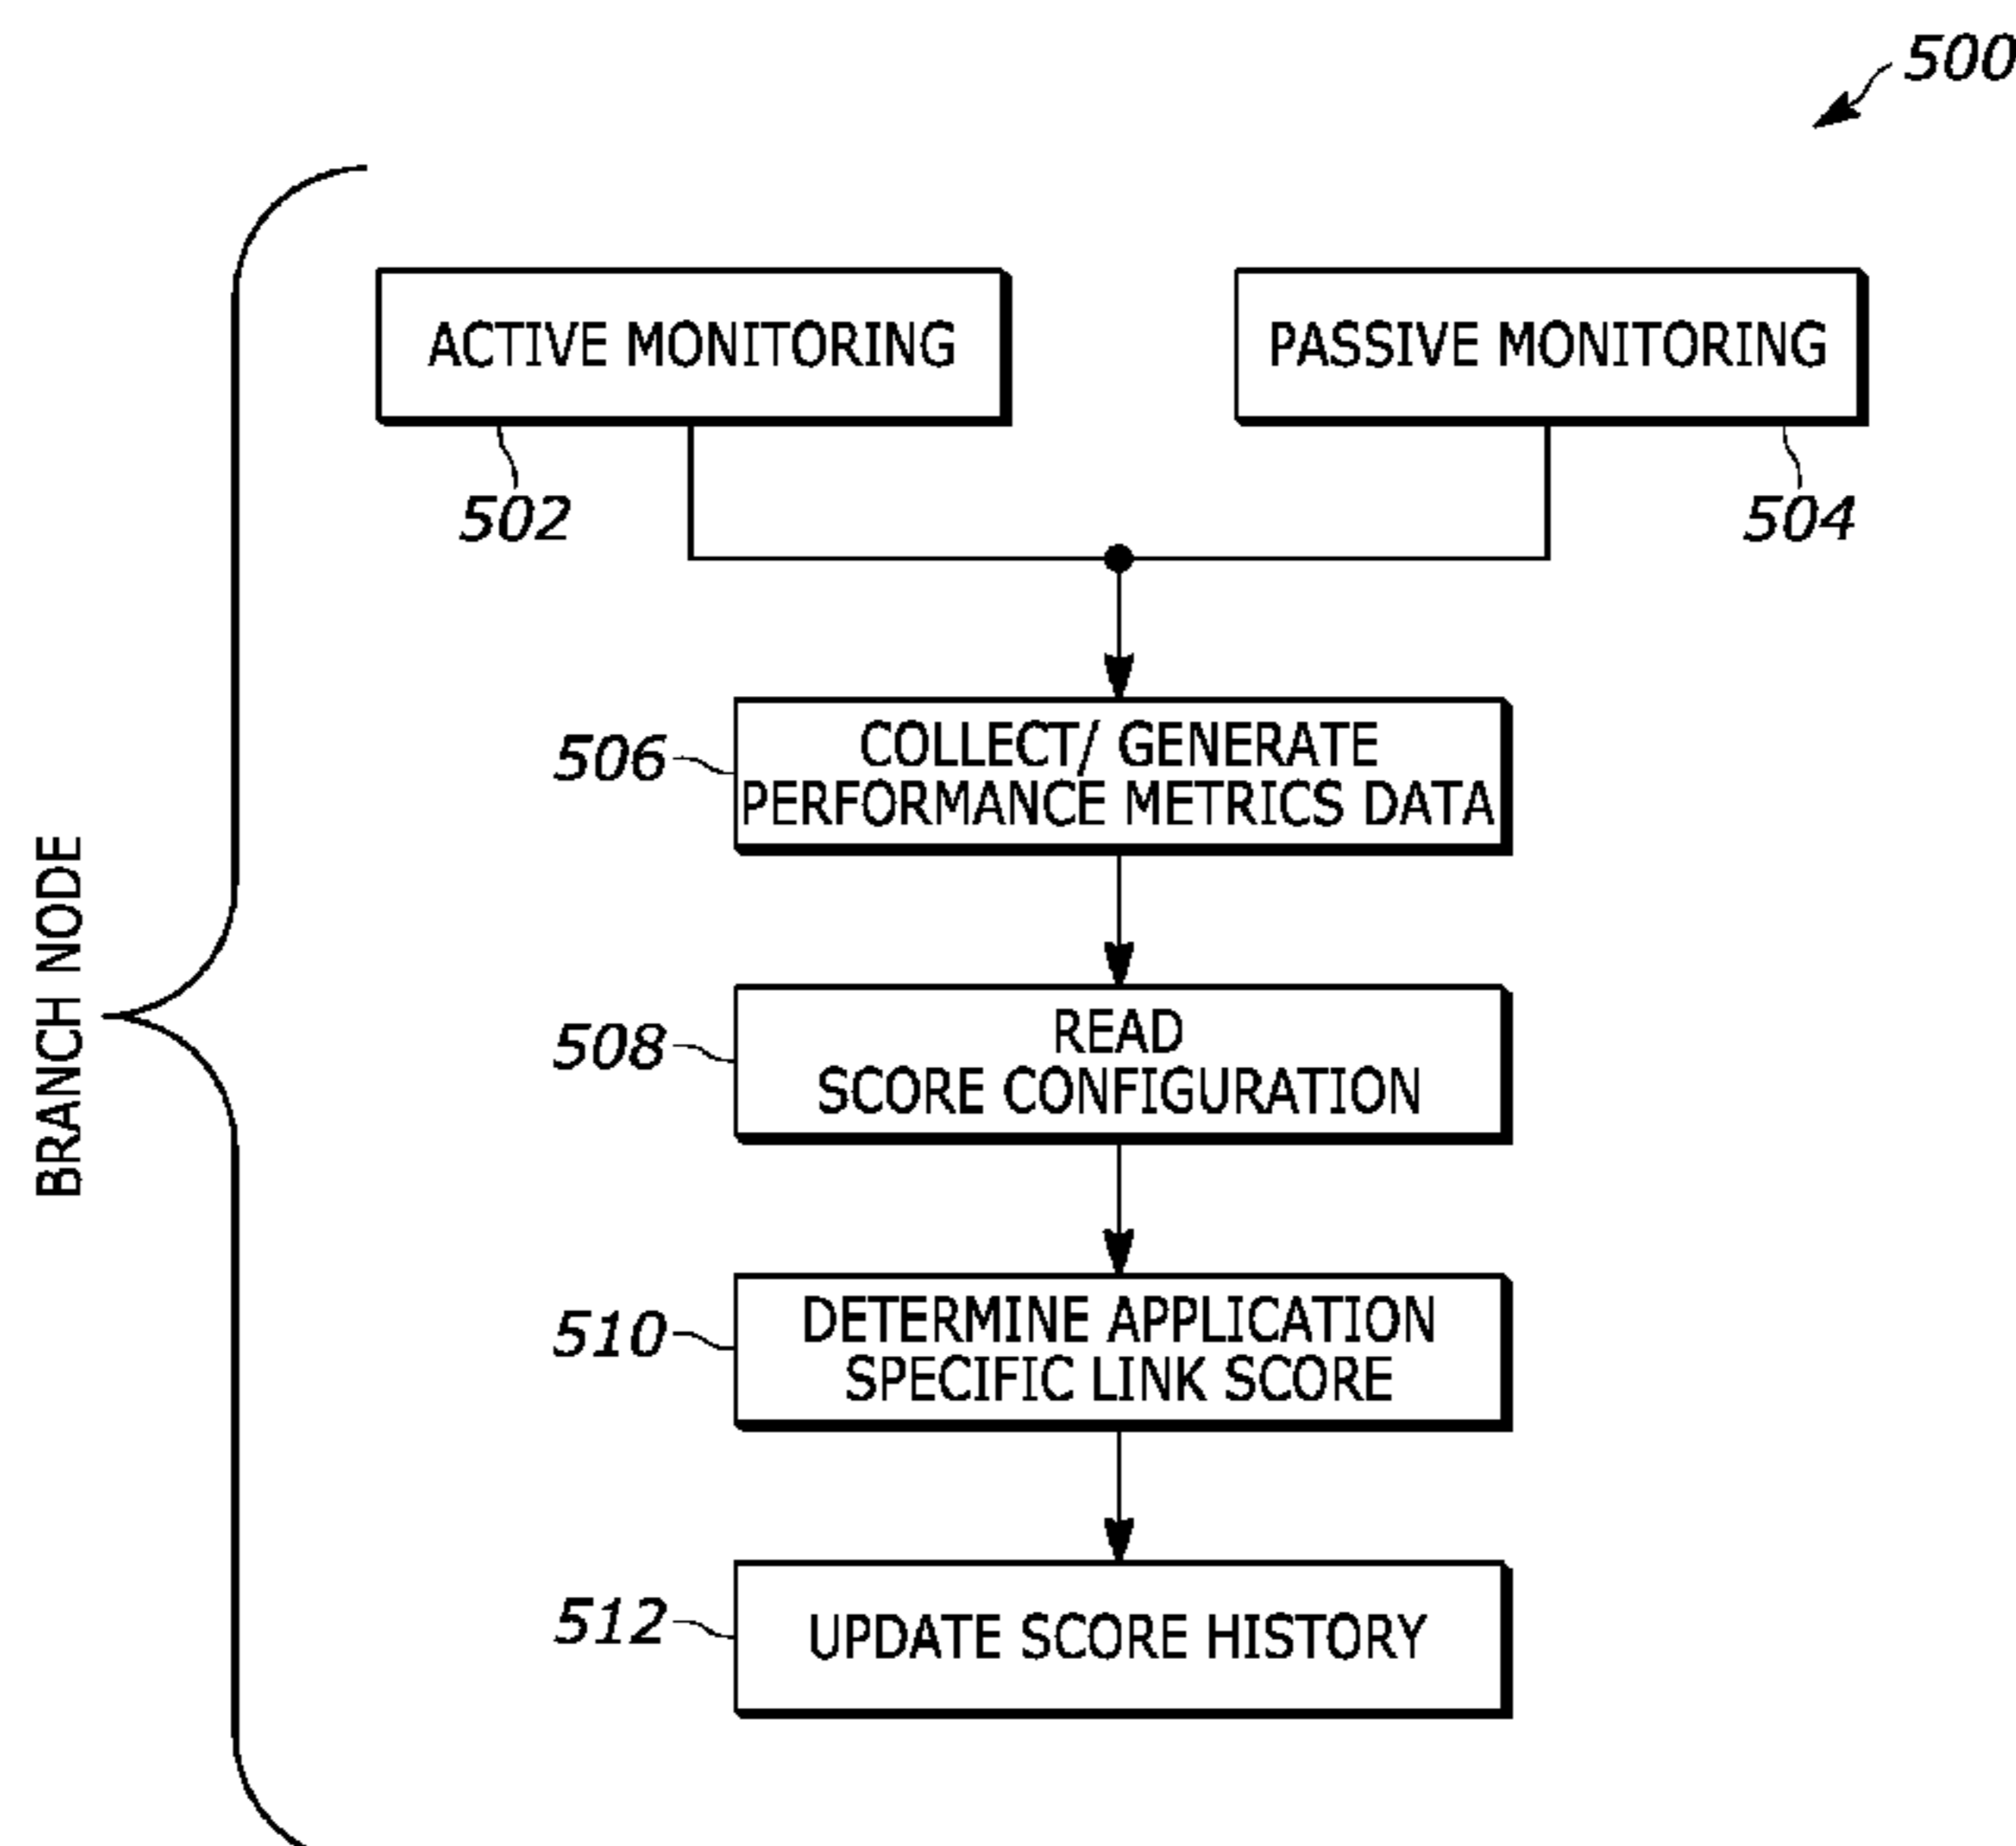 500
ACTIVE MONITORING
PASSIVE MONITORING
502
504
506
COLLECT/ GENERATE
PERFORMANCE METRICS DATA
BRANCH NODE
508
READ
SCORE CONFIGURATION
510
DETERMINE APPLICATION
SPECIFIC LINK SCORE
512
UPDATE SCORE HISTORY